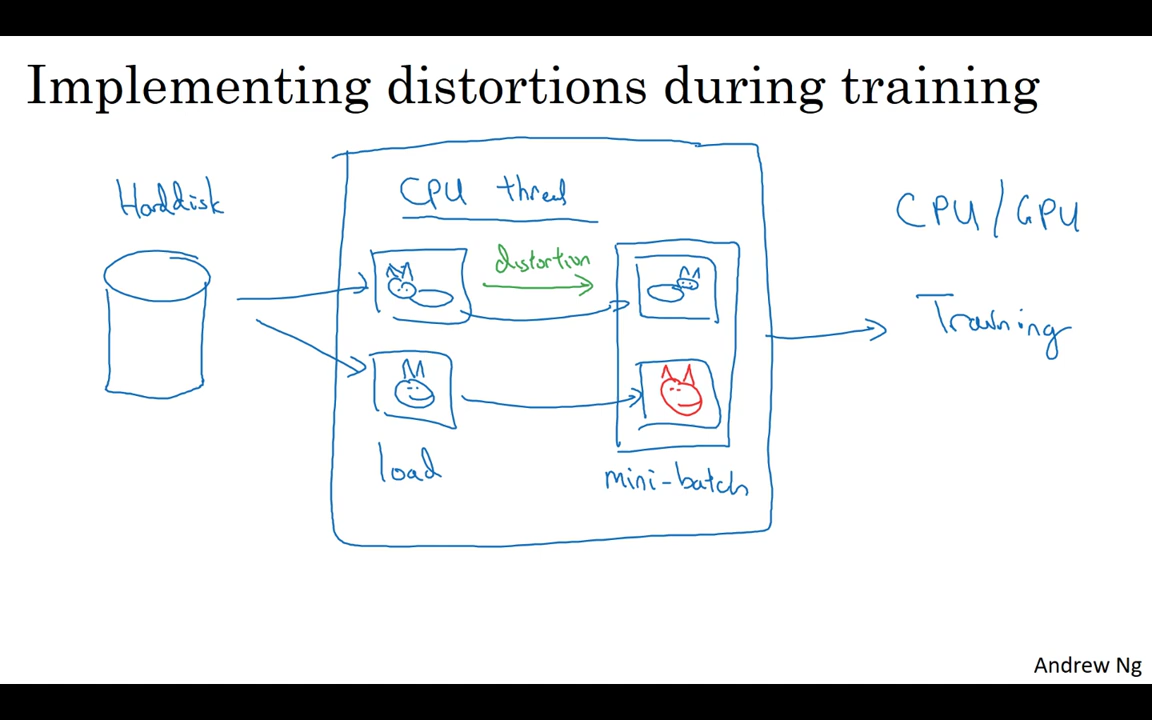 Implementing distortions during training
Harddisk
CPU thread
CPU/GPU
distortion
Training
load
mini-batch
Andrew Ng